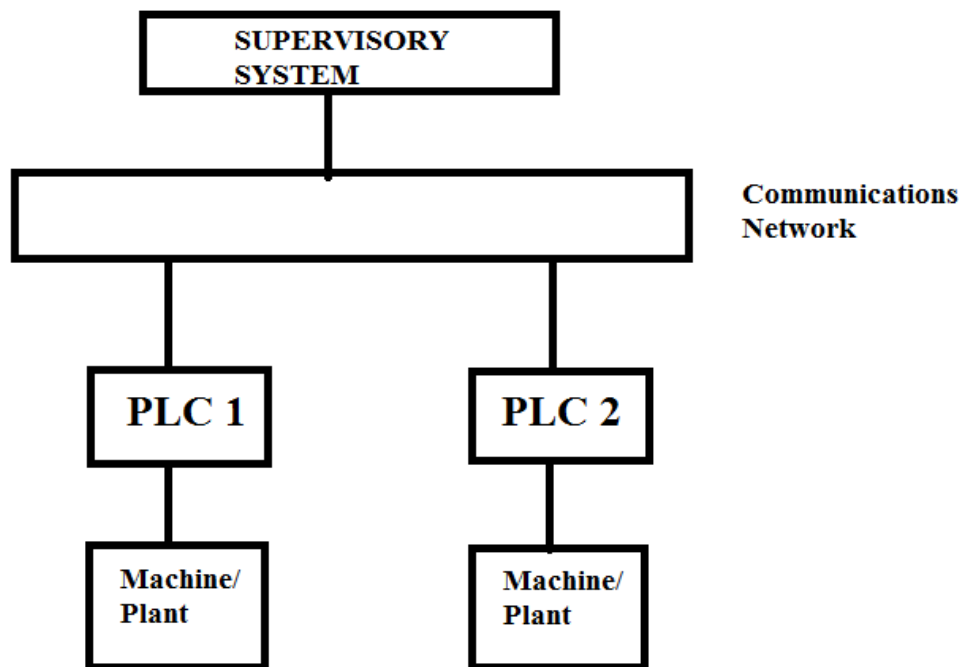 SUPERVISORY
SYSTEM
Communications
Network
PLC 1
PLC 2
Machine/
Plant
Machine/
Plant